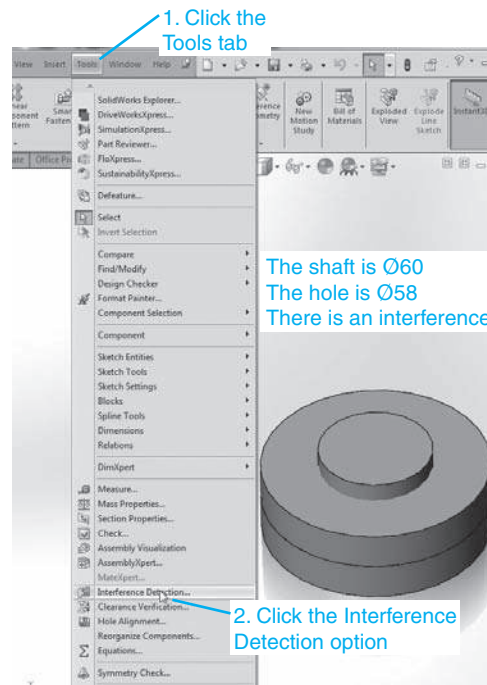 1. Click the
Tools tab
View Insert Tools Window Help
SolidWorks Explorer...
DriveWorksXpress...
SimulationXpress...
Part Reviewer...
FloXpress...
SustainabilityXpress...
Defeature...
Select
Invert Selection
Compare
Find/Modify
Design Checker
Format Painter...
Component Selection
Component
Sketch Entities
Sketch Tools
Sketch Settings
Blocks
Spline Tools
Dimensions
Relations
DimXpert
Measure...
Mass Properties...
Section Properties...
Check...
Assembly Visualization
AssemblyXpert...
MateXpert...
Interference Detection...
Clearance Verification...
Hole Alignment...
Reorganize Components...
Equations...
Symmetry Check...
New
Motion
Study
Bill of
Materials
Exploded
View
Explode
Line
Sketch
The shaft is Ø60
The hole is Ø58
There is an interference
2. Click the Interference
Detection option